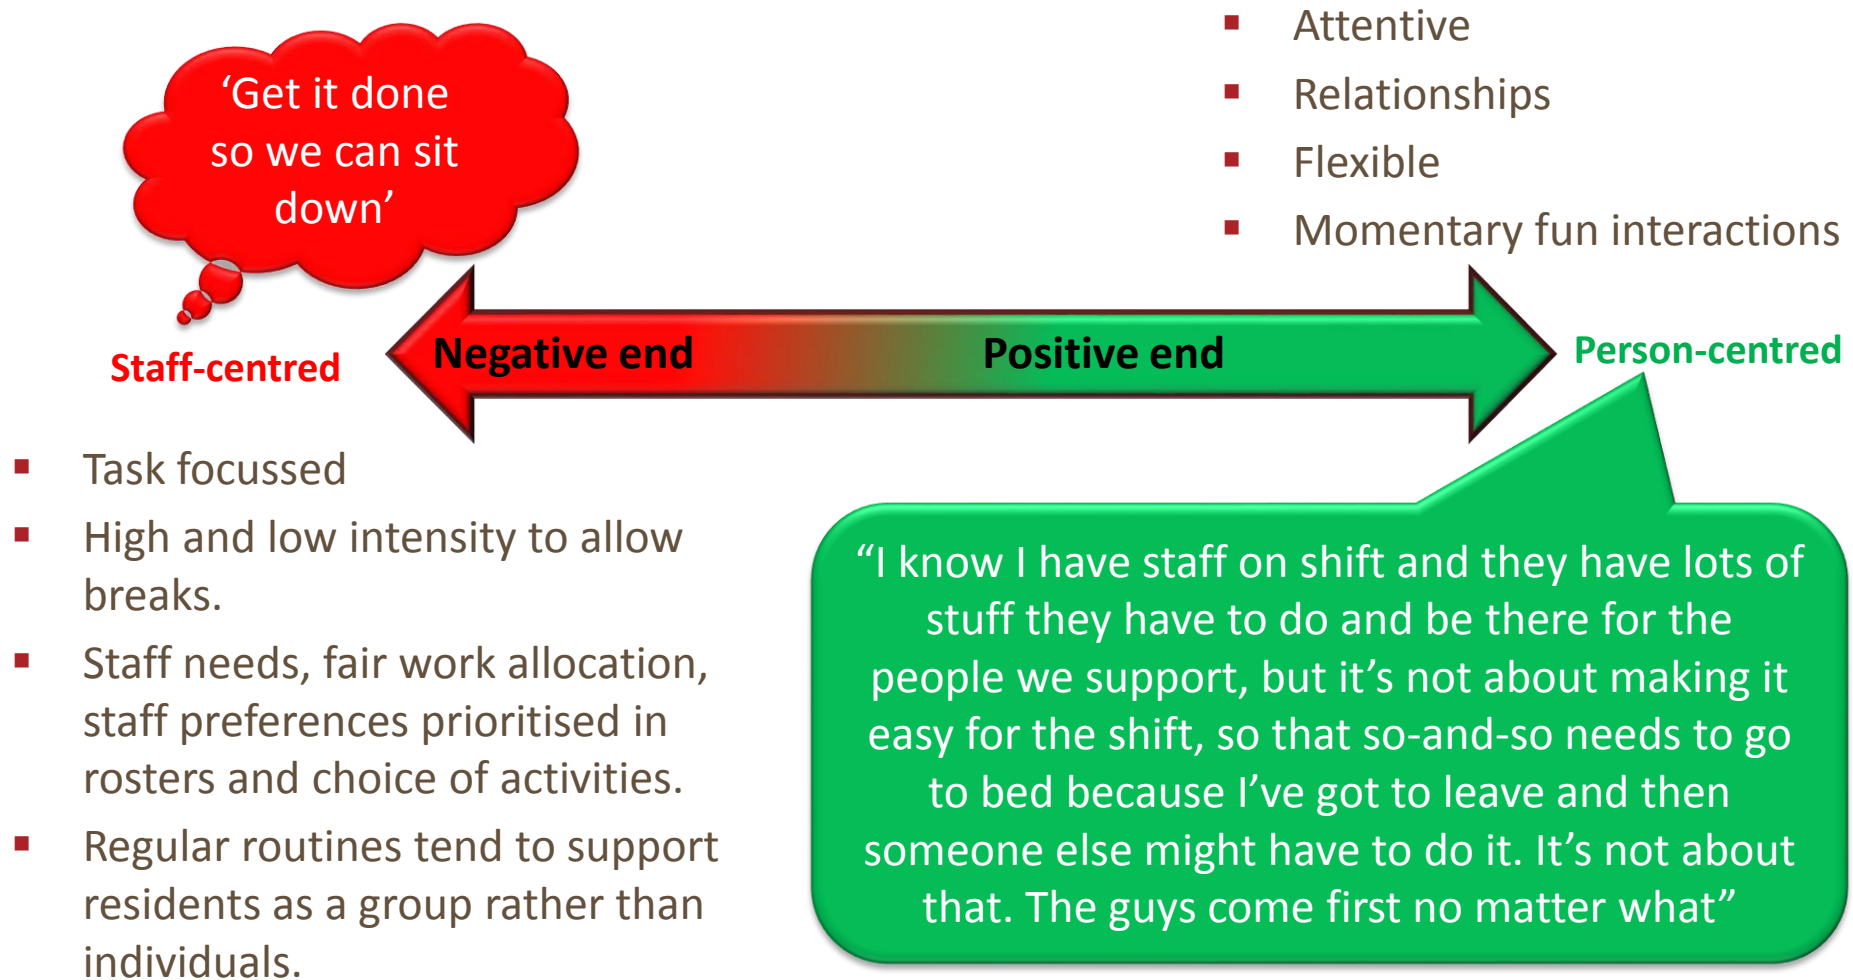 ‘Get it done
so we can sit
down’
▪ Attentive
▪ Relationships
▪ Flexible
▪ Momentary fun interactions
Staff-centred
Negative end
Positive end
Person-centred
▪ Task focussed
▪ High and low intensity to allow
breaks.
▪ Staff needs, fair work allocation,
staff preferences prioritised in
rosters and choice of activities.
▪ Regular routines tend to support
residents as a group rather than
individuals.
“I know I have staff on shift and they have lots of
stuff they have to do and be there for the
people we support, but it’s not about making it
easy for the shift, so that so-and-so needs to go
to bed because I’ve got to leave and then
someone else might have to do it. It’s not about
that. The guys come first no matter what”